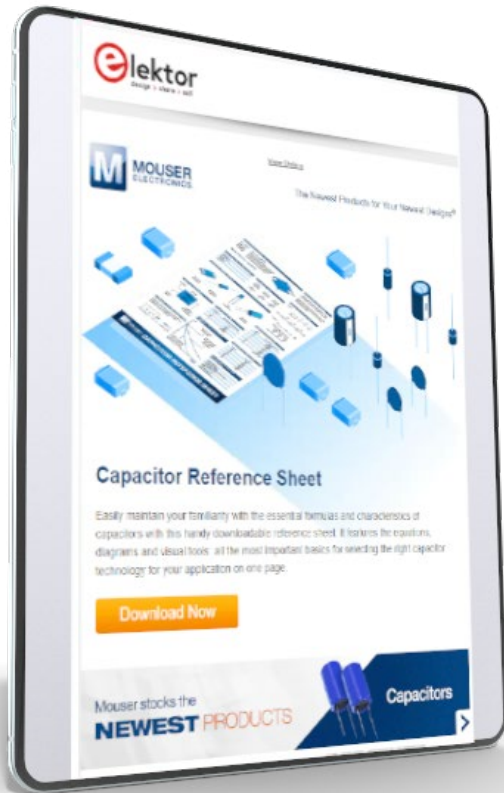 elektor
design > share > sell
MOUSER
ELECTRONICS
View Online
The Newest Products for Your Newest Designs®
Capacitor Reference Sheet
Easily maintain your familiarity with the essential formulas and characteristics of
capacitors with this handy downloadable reference sheet. It features the equations,
diagrams and visual tools: all the most important basics for selecting the right capacitor
technology for your application on one page.
Download Now
Mouser stocks the
NEWEST PRODUCTS
Capacitors